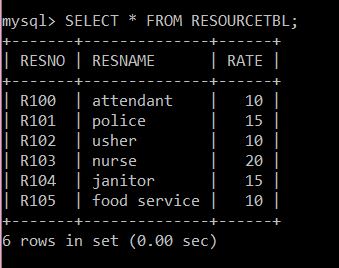 mysql> SELECT * FROM RESOURCETBL;
+-------+--------------+------+
| RESNO | RESNAME      | RATE |
+-------+--------------+------+
| R100  | attendant    |   10 |
| R101  | police       |   15 |
| R102  | usher        |   10 |
| R103  | nurse        |   20 |
| R104  | janitor      |   15 |
| R105  | food service |   10 |
+-------+--------------+------+
6 rows in set (0.00 sec)